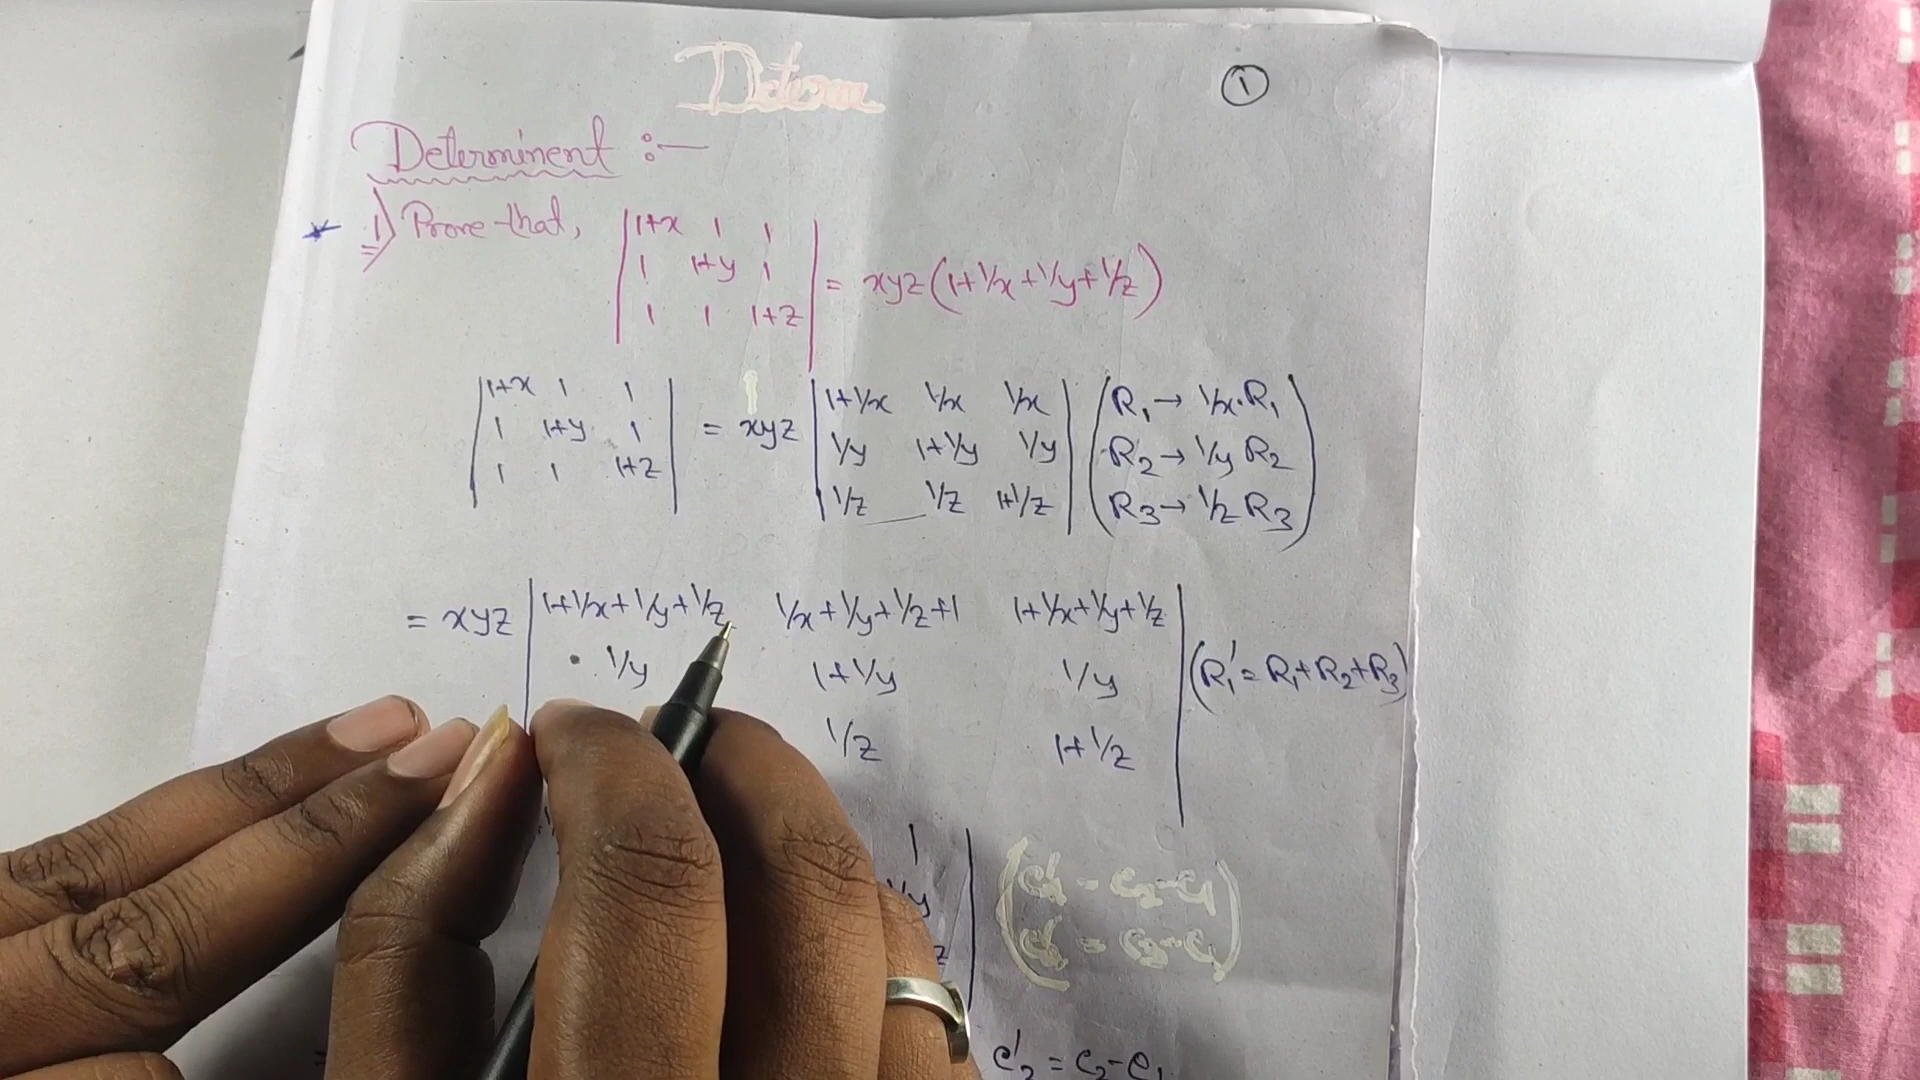 Determ
①
Determinent :—
* 1) Prove that, | 1+x 1 1 |
| 1 1+y 1 | = xyz(1+1/x+1/y+1/z)
| 1 1 1+z |
| 1+x 1 1 | | 1+1/x 1/x 1/x | (R₁→ 1/x·R₁
| 1 1+y 1 | = xyz | 1/y 1+1/y 1/y | R₂→ 1/y R₂
| 1 1 1+z | | 1/z 1/z 1+1/z | R₃→ 1/z R₃)
= xyz | 1+1/x+1/y+1/z 1/x+1/y+1/z+1 1+1/x+1/y+1/z |
1/y 1+1/y 1/y | (R₁' = R₁+R₂+R₃)
1/z 1+1/z |
1 |
1/y |
z |
C₂' = C₂-C₁